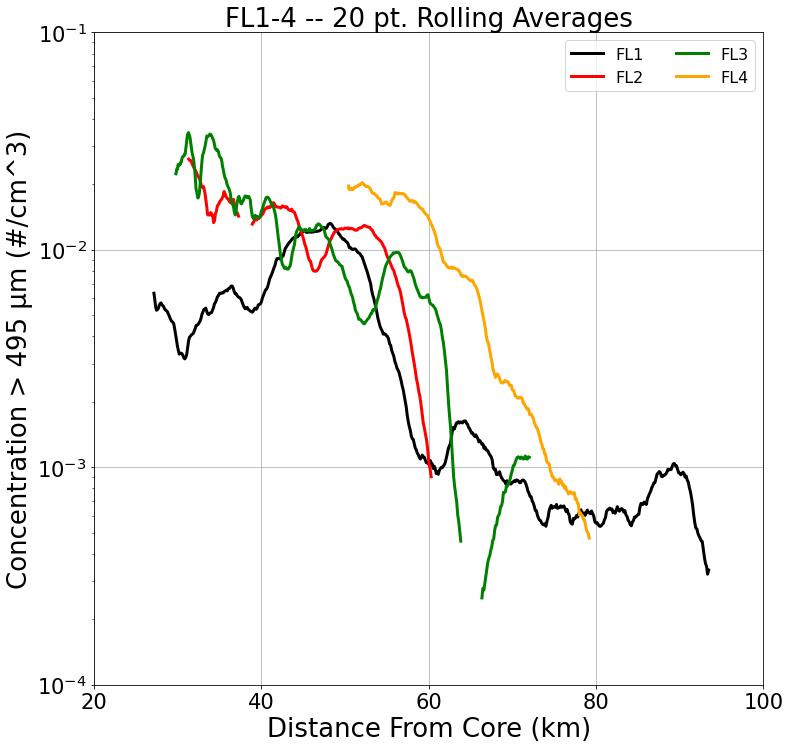 FL1-4 -- 20 pt. Rolling Averages
FL1
FL2
FL3
FL4
Concentration > 495 μm (#/cm^3)
10⁻¹
10⁻²
10⁻³
10⁻⁴
20
40
60
80
100
Distance From Core (km)